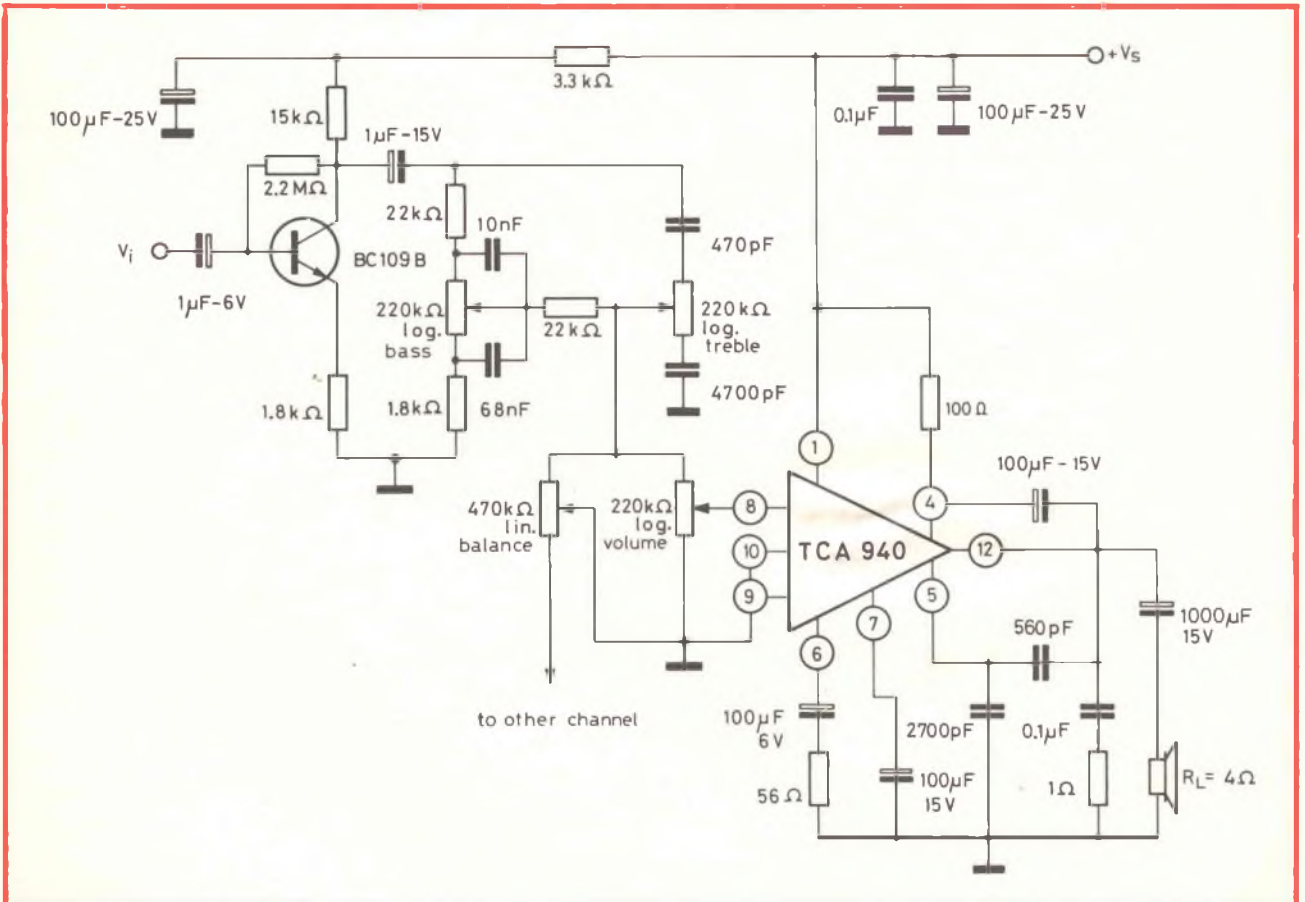 +Vs
3.3 kΩ
100µF-25V
15kΩ
1µF-15V
0.1µF
100µF-25V
2.2MΩ
22kΩ
10nF
470pF
Vi
BC109B
1µF-6V
220kΩ
log.
bass
22kΩ
220kΩ
log.
treble
1.8kΩ
1.8kΩ
68nF
4700pF
100Ω
1
100µF-15V
470kΩ
lin.
balance
220kΩ
log.
volume
8
4
10
TCA 940
12
9
5
7
6
560pF
1000µF
15V
to other channel
100µF
6V
2700pF
0.1µF
56Ω
100µF
15V
1Ω
RL= 4Ω